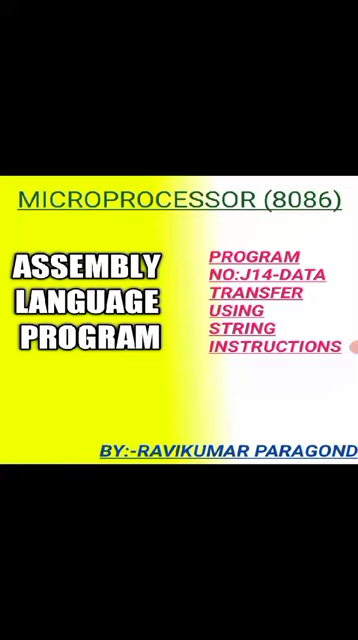 MICROPROCESSOR (8086)
ASSEMBLY
LANGUAGE
PROGRAM
PROGRAM
NO:J14-DATA
TRANSFER
USING
STRING
INSTRUCTIONS
BY:-RAVIKUMAR PARAGOND